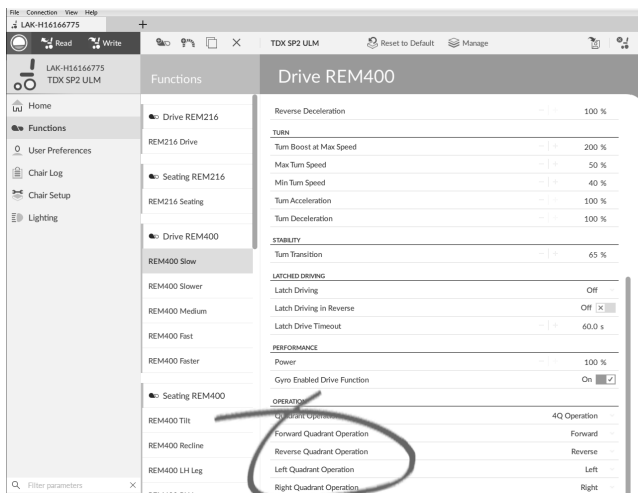 File Connection View Help
LAK-H16166775 +
Read Write TDX SP2 ULM Reset to Default Manage
LAK-H16166775
TDX SP2 ULM
Home
Functions
User Preferences
Chair Log
Chair Setup
Lighting
Filter parameters
Functions
Drive REM216
REM216 Drive
Seating REM216
REM216 Seating
Drive REM400
REM400 Slow
REM400 Slower
REM400 Medium
REM400 Fast
REM400 Faster
Seating REM400
REM400 Tilt
REM400 Recline
REM400 LH Leg
Drive REM400
Reverse Deceleration 100 %
TURN
Turn Boost at Max Speed 200 %
Max Turn Speed 50 %
Min Turn Speed 40 %
Turn Acceleration 100 %
Turn Deceleration 100 %
STABILITY
Turn Transition 65 %
LATCHED DRIVING
Latch Driving Off
Latch Driving in Reverse Off
Latch Drive Timeout 60.0 s
PERFORMANCE
Power 100 %
Gyro Enabled Drive Function On
OPERATION
Quadrant Operation 4Q Operation
Forward Quadrant Operation Forward
Reverse Quadrant Operation Reverse
Left Quadrant Operation Left
Right Quadrant Operation Right